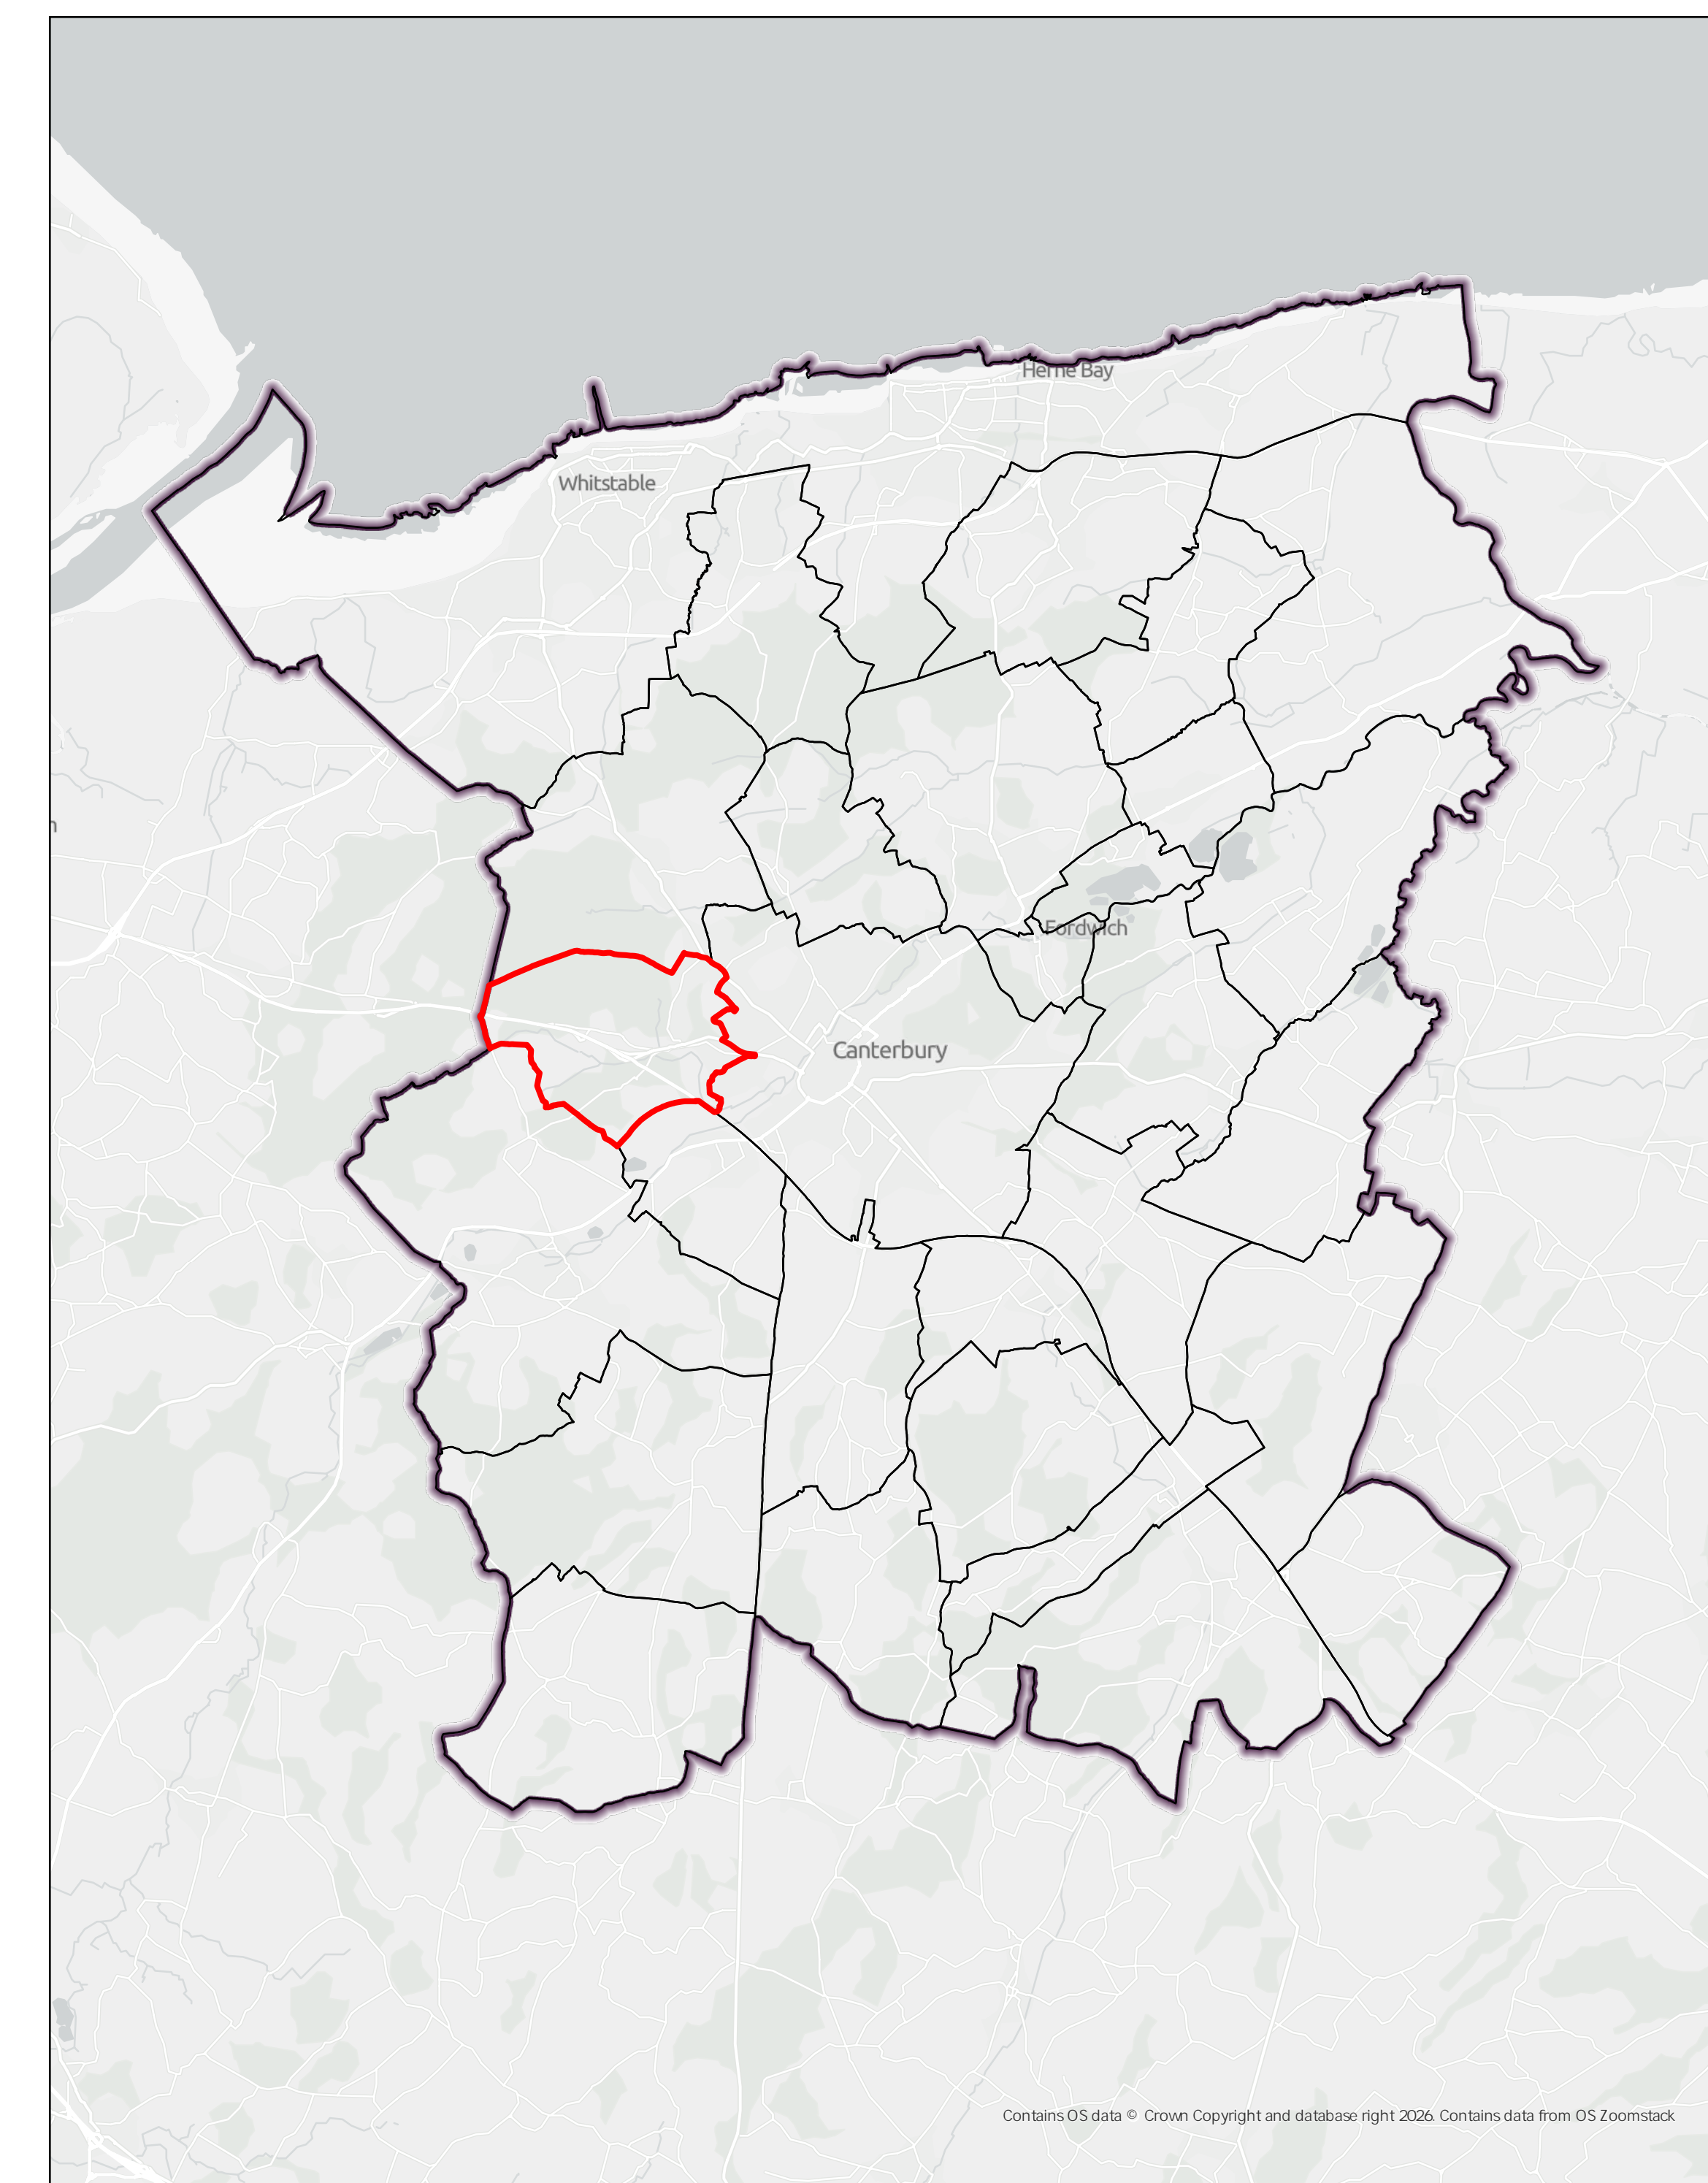 Herne Bay
Whitstable
Fordwich
Canterbury
Contains OS data © Crown Copyright and database right 2026. Contains data from OS Zoomstack